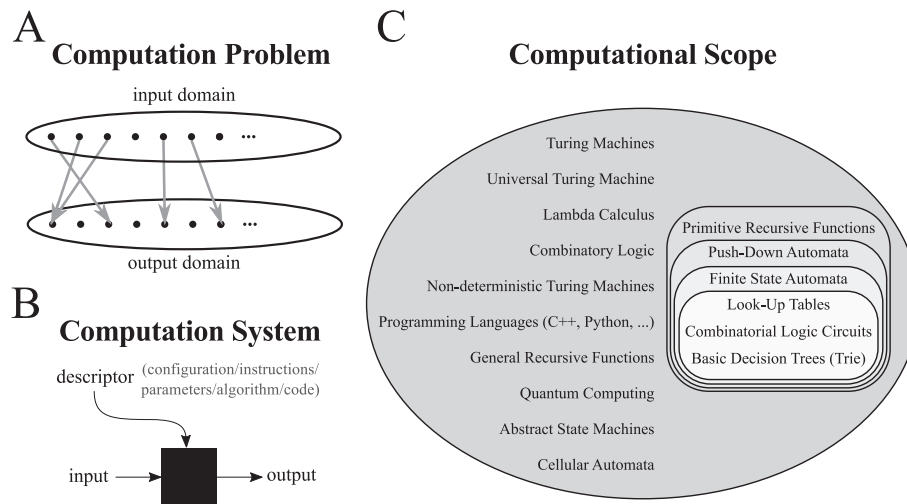 A
Computation Problem
input domain
...
...
output domain
B
Computation System
descriptor
(configuration/instructions/
parameters/algorithm/code)
input
output
C
Computational Scope
Turing Machines
Universal Turing Machine
Lambda Calculus
Combinatory Logic
Non-deterministic Turing Machines
Programming Languages (C++, Python, ...)
General Recursive Functions
Quantum Computing
Abstract State Machines
Cellular Automata
Primitive Recursive Functions
Push-Down Automata
Finite State Automata
Look-Up Tables
Combinatorial Logic Circuits
Basic Decision Trees (Trie)